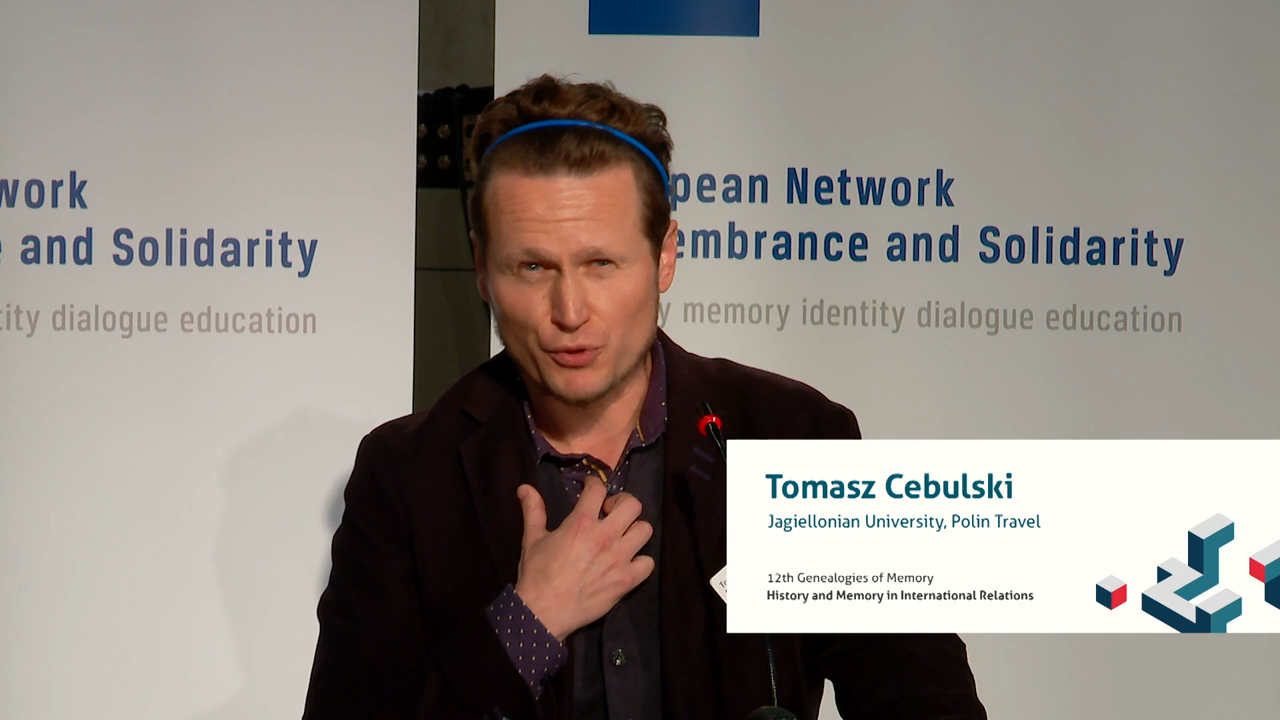 work
and Solidarity
tity dialogue education
pean Network
embrance and Solidarity
y memory identity dialogue education
Tomasz Cebulski
Jagiellonian University, Polin Travel
12th Genealogies of Memory
History and Memory in International Relations